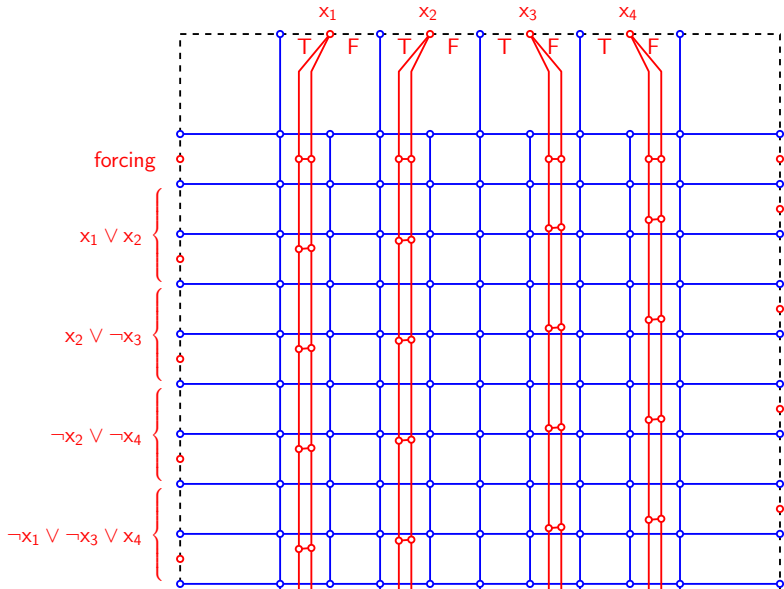 x₁ x₂ x₃ x₄
T F T F T F T F
forcing
x₁ ∨ x₂
x₂ ∨ ¬x₃
¬x₂ ∨ ¬x₄
¬x₁ ∨ ¬x₃ ∨ x₄